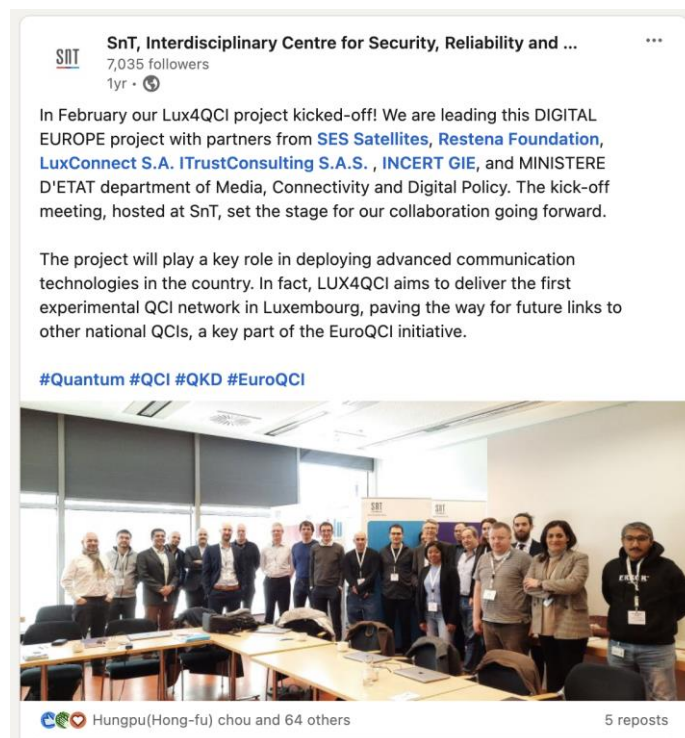 SNT
SnT, Interdisciplinary Centre for Security, Reliability and ...
7,035 followers
1yr •
In February our Lux4QCI project kicked-off! We are leading this DIGITAL
EUROPE project with partners from SES Satellites, Restena Foundation,
LuxConnect S.A. ITrustConsulting S.A.S. , INCERT GIE, and MINISTERE
D'ETAT department of Media, Connectivity and Digital Policy. The kick-off
meeting, hosted at SnT, set the stage for our collaboration going forward.
The project will play a key role in deploying advanced communication
technologies in the country. In fact, LUX4QCI aims to deliver the first
experimental QCI network in Luxembourg, paving the way for future links to
other national QCIs, a key part of the EuroQCI initiative.
#Quantum #QCI #QKD #EuroQCI
SNT SNT
Hungpu(Hong-fu) chou and 64 others 5 reposts